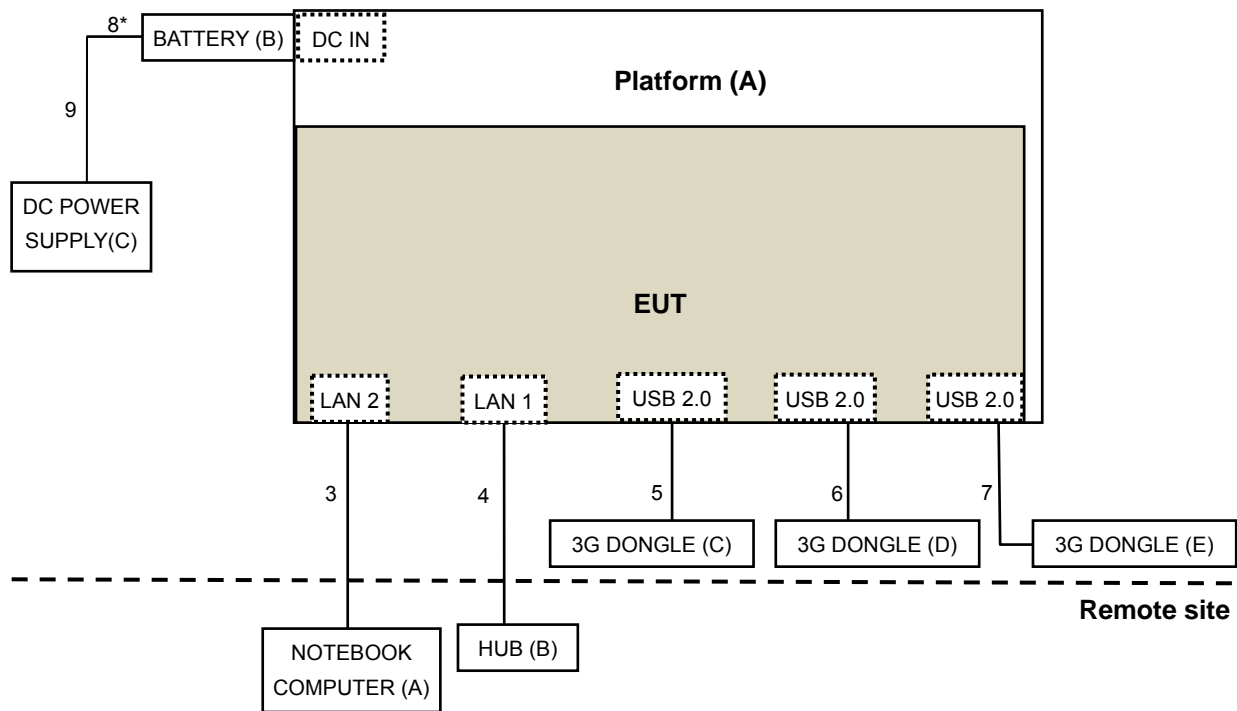 8*
BATTERY (B)
DC IN
Platform (A)
9
DC POWER
SUPPLY(C)
EUT
LAN 2
LAN 1
USB 2.0
USB 2.0
USB 2.0
3
4
5
6
7
3G DONGLE (C)
3G DONGLE (D)
3G DONGLE (E)
Remote site
NOTEBOOK
COMPUTER (A)
HUB (B)